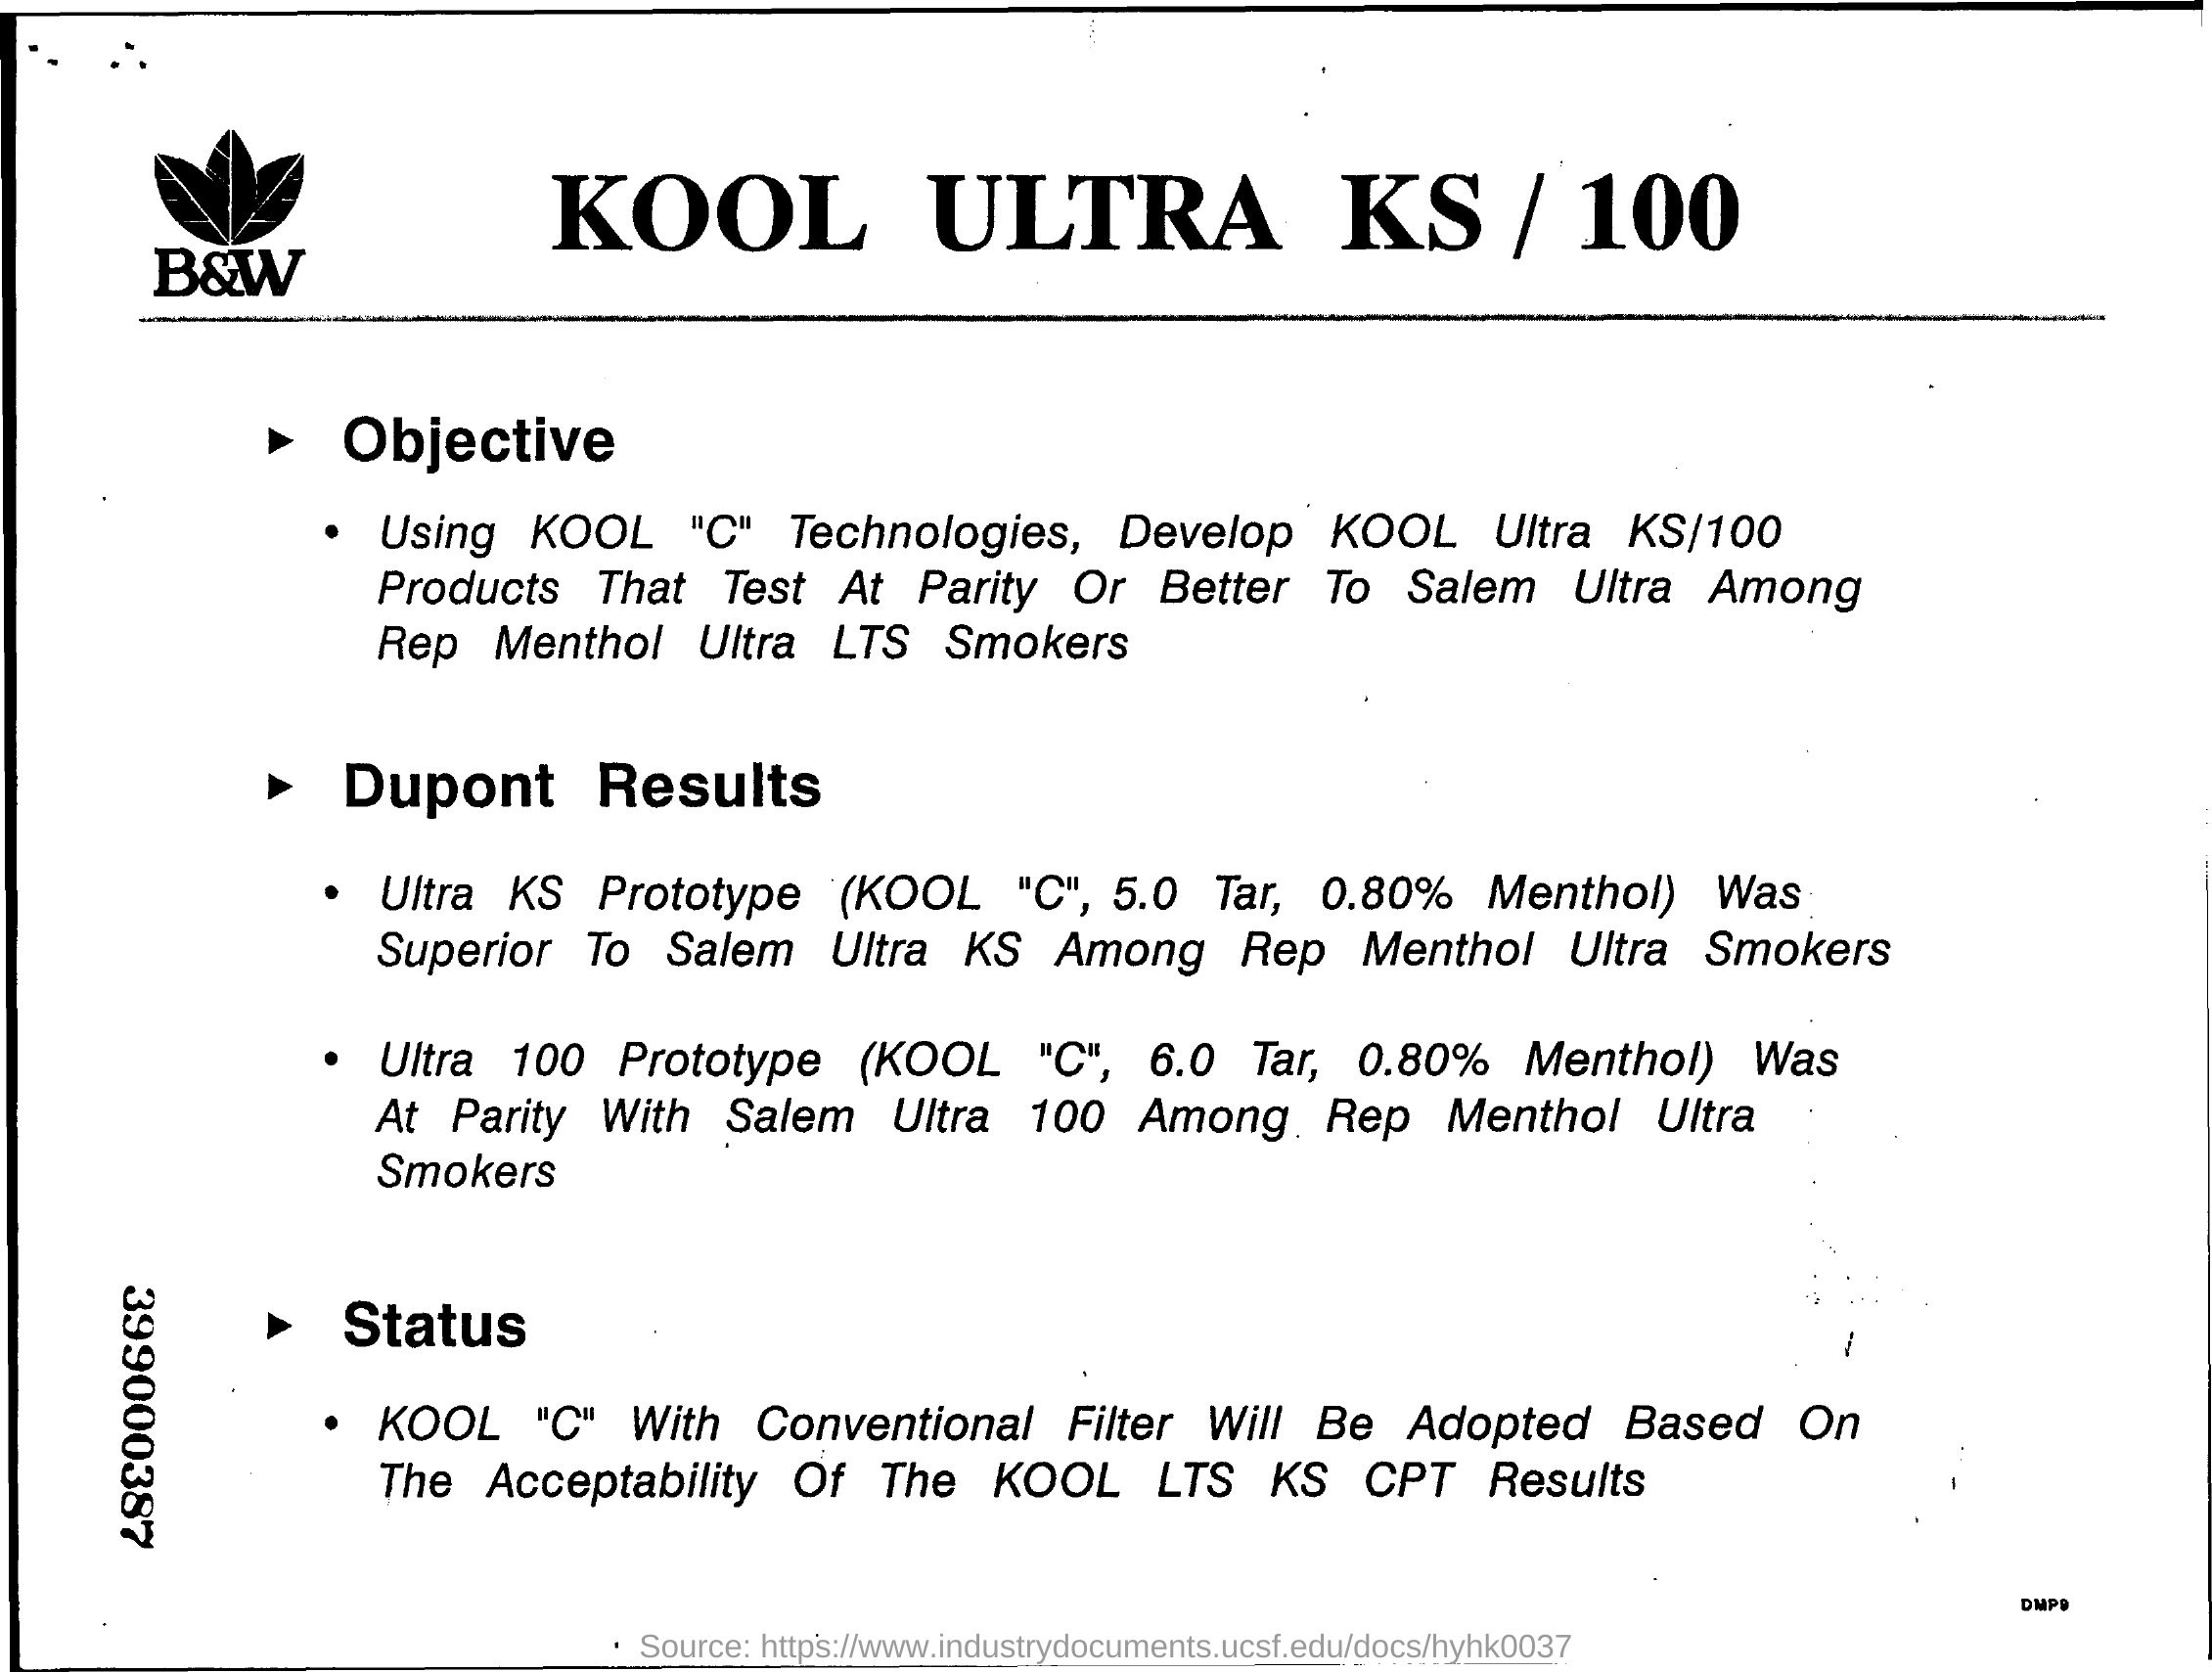 B&W
KOOL ULTRA KS / 100
► Objective
• Using KOOL "C" Technologies, Develop KOOL Ultra KS/100
Products That Test At Parity Or Better To Salem Ultra Among
Rep Menthol Ultra LTS Smokers
► Dupont Results
• Ultra KS Prototype (KOOL "C", 5.0 Tar, 0.80% Menthol) Was
Superior To Salem Ultra KS Among Rep Menthol Ultra Smokers
• Ultra 100 Prototype (KOOL "C", 6.0 Tar, 0.80% Menthol) Was
At Parity With Salem Ultra 100 Among Rep Menthol Ultra
Smokers
► Status
• KOOL "C" With Conventional Filter Will Be Adopted Based On
The Acceptability Of The KOOL LTS KS CPT Results
399000387
DMP9
Source: https://www.industrydocuments.ucsf.edu/docs/hyhk0037